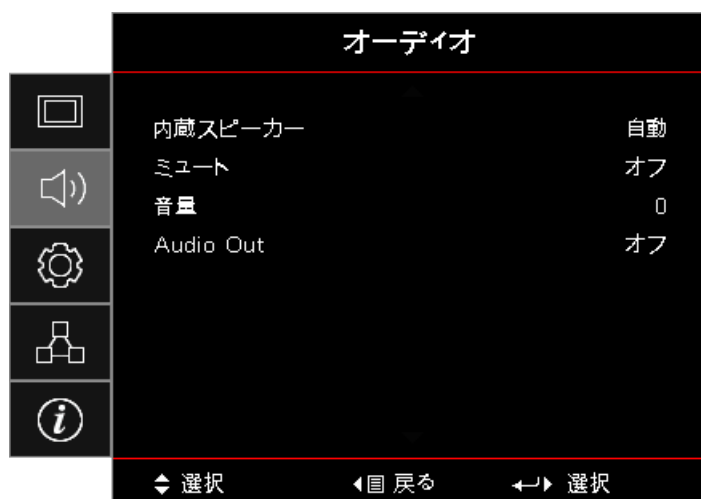 オーディオ
内蔵スピーカー 自動
ミュート オフ
音量 0
Audio Out オフ
選択 戻る 選択